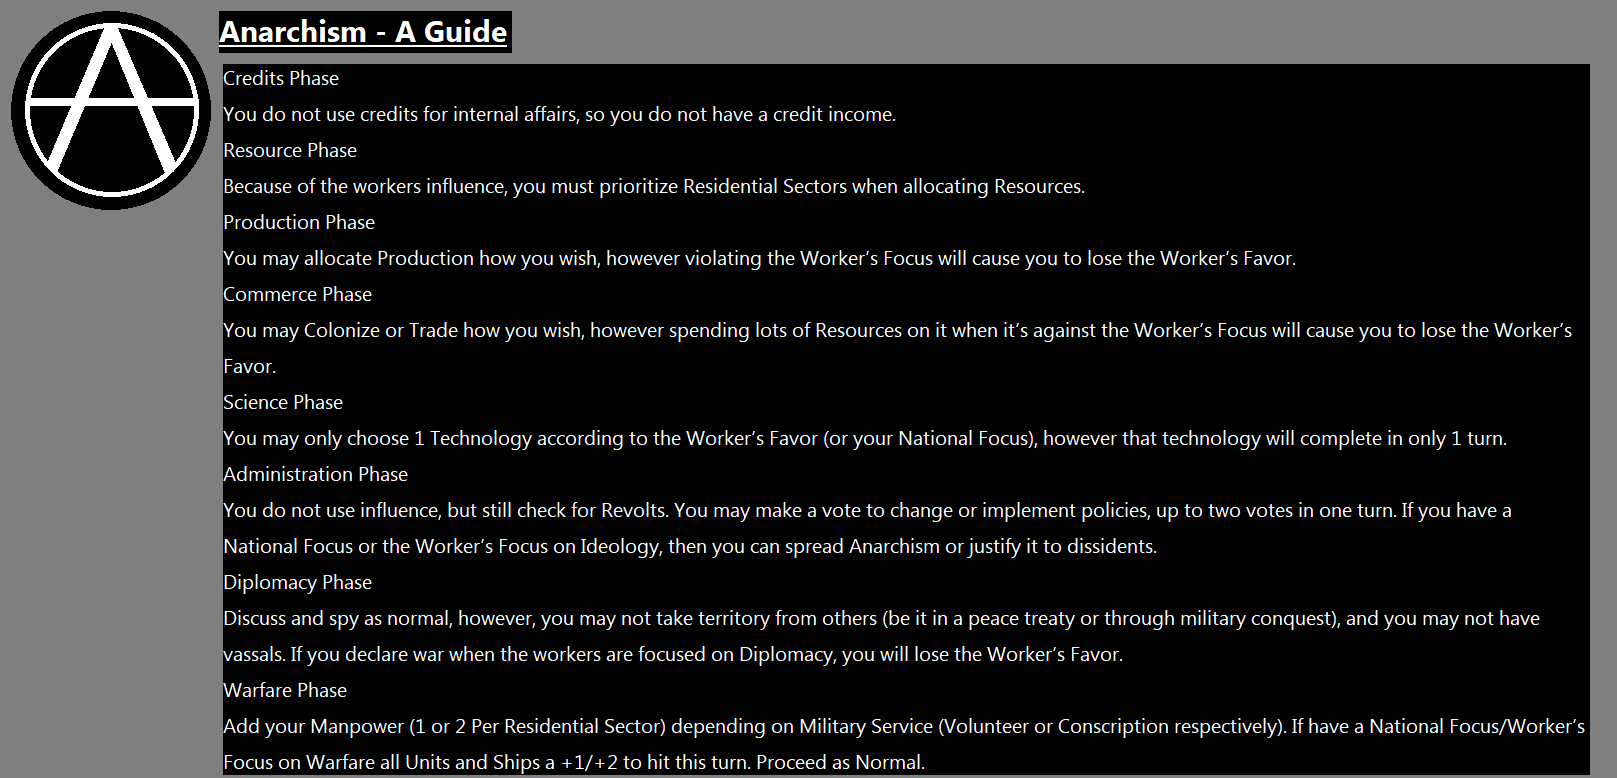 Anarchism - A Guide
Credits Phase
You do not use credits for internal affairs, so you do not have a credit income.
Resource Phase
Because of the workers influence, you must prioritize Residential Sectors when allocating Resources.
Production Phase
You may allocate Production how you wish, however violating the Worker’s Focus will cause you to lose the Worker’s Favor.
Commerce Phase
You may Colonize or Trade how you wish, however spending lots of Resources on it when it’s against the Worker’s Focus will cause you to lose the Worker’s
Favor.
Science Phase
You may only choose 1 Technology according to the Worker’s Favor (or your National Focus), however that technology will complete in only 1 turn.
Administration Phase
You do not use influence, but still check for Revolts. You may make a vote to change or implement policies, up to two votes in one turn. If you have a
National Focus or the Worker’s Focus on Ideology, then you can spread Anarchism or justify it to dissidents.
Diplomacy Phase
Discuss and spy as normal, however, you may not take territory from others (be it in a peace treaty or through military conquest), and you may not have
vassals. If you declare war when the workers are focused on Diplomacy, you will lose the Worker’s Favor.
Warfare Phase
Add your Manpower (1 or 2 Per Residential Sector) depending on Military Service (Volunteer or Conscription respectively). If have a National Focus/Worker’s
Focus on Warfare all Units and Ships a +1/+2 to hit this turn. Proceed as Normal.